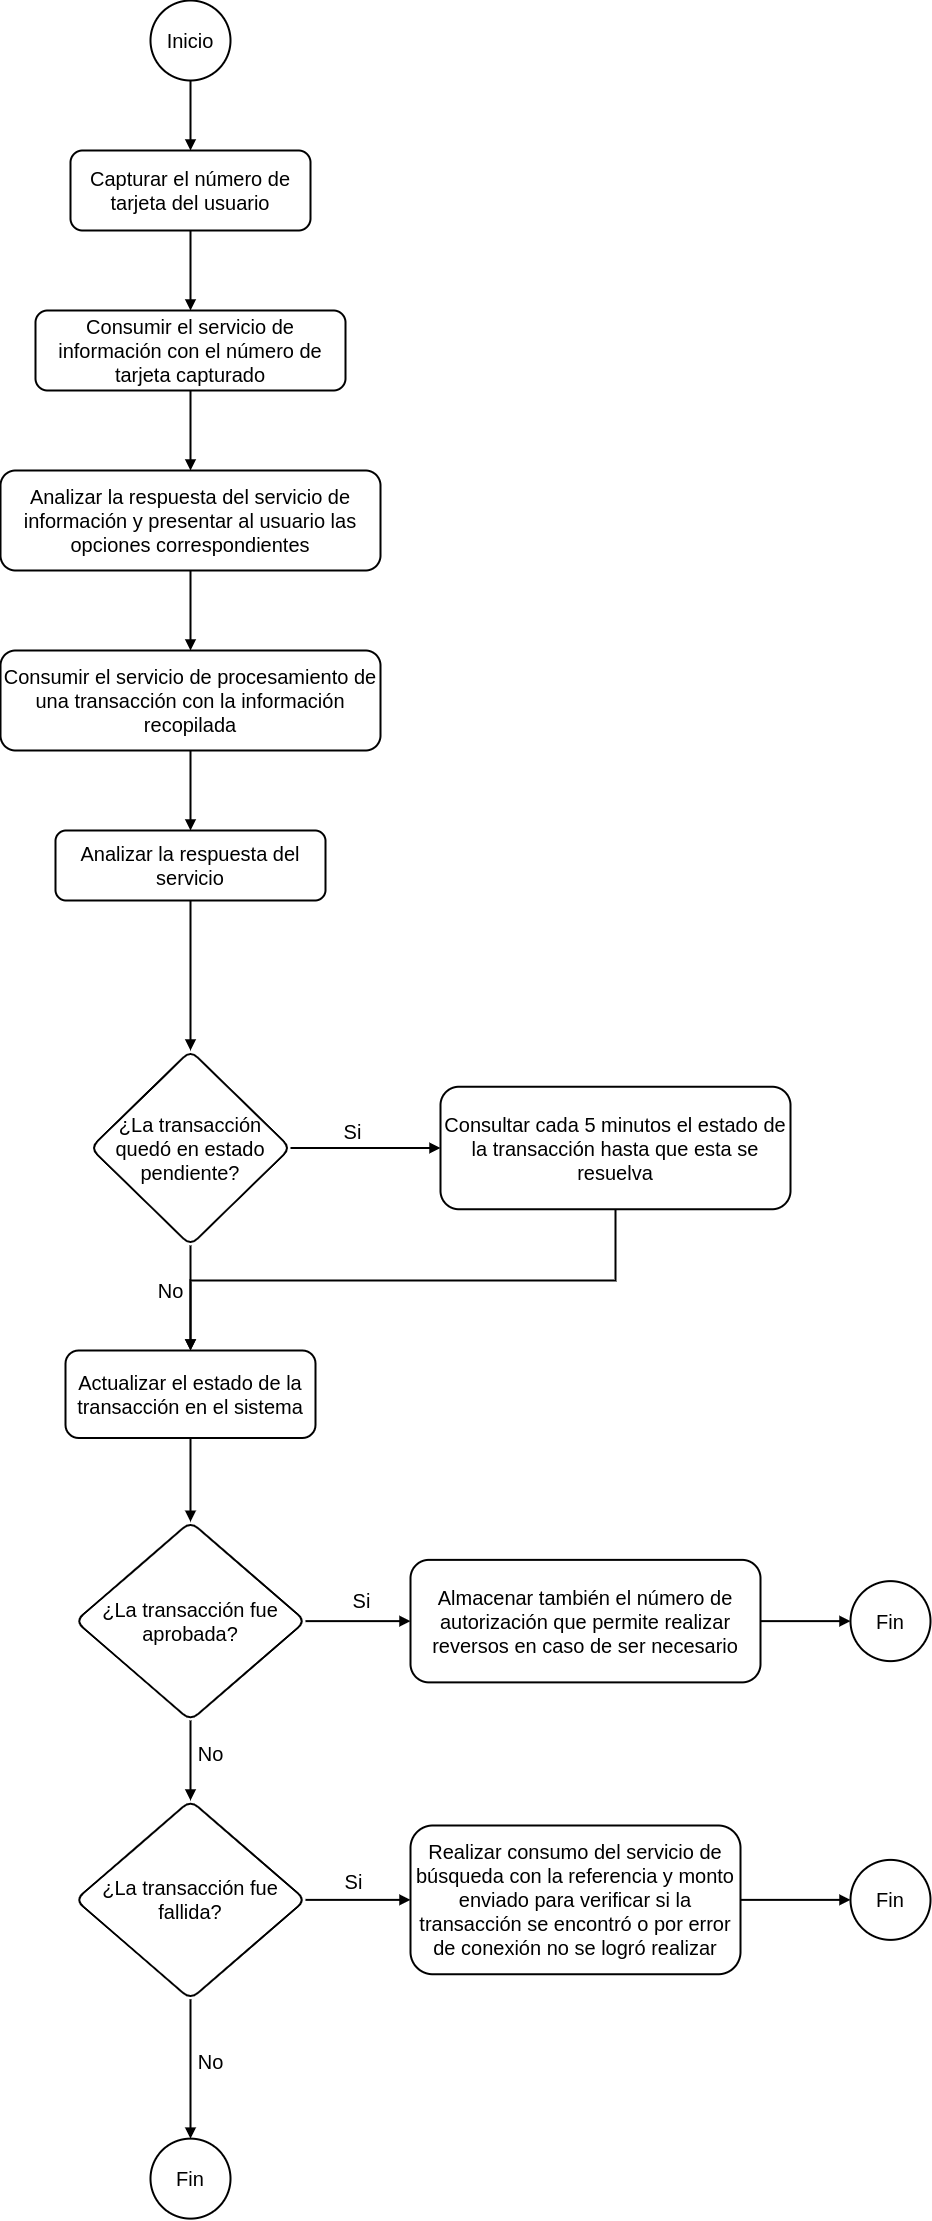 Inicio
Capturar el número de
tarjeta del usuario
Consumir el servicio de
información con el número de
tarjeta capturado
Analizar la respuesta del servicio de
información y presentar al usuario las
opciones correspondientes
Consumir el servicio de procesamiento de
una transacción con la información
recopilada
Analizar la respuesta del
servicio
¿La transacción
quedó en estado
pendiente?
Si
Consultar cada 5 minutos el estado de
la transacción hasta que esta se
resuelva
No
Actualizar el estado de la
transacción en el sistema
¿La transacción fue
aprobada?
Si
Almacenar también el número de
autorización que permite realizar
reversos en caso de ser necesario
Fin
No
¿La transacción fue
fallida?
Si
Realizar consumo del servicio de
búsqueda con la referencia y monto
enviado para verificar si la
transacción se encontró o por error
de conexión no se logró realizar
Fin
No
Fin